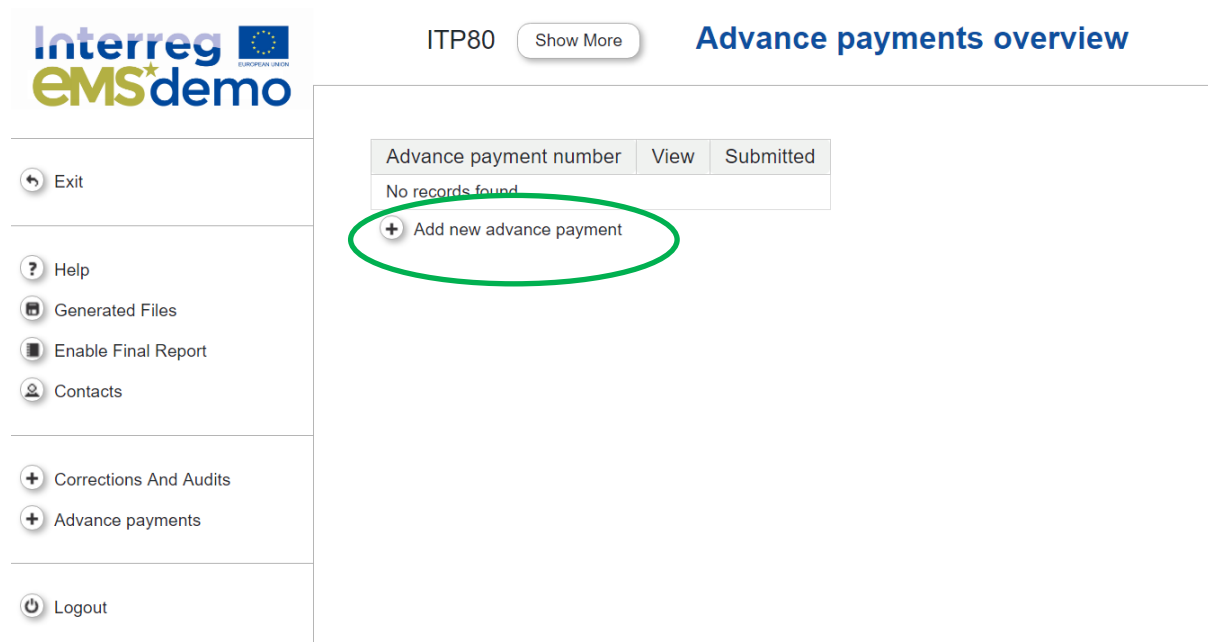 Interreg
EUROPEAN UNION
eMS demo
ITP80
Show More
Advance payments overview
Exit
Help
Generated Files
Enable Final Report
Contacts
Corrections And Audits
Advance payments
Logout
Advance payment number View Submitted
No records found
Add new advance payment